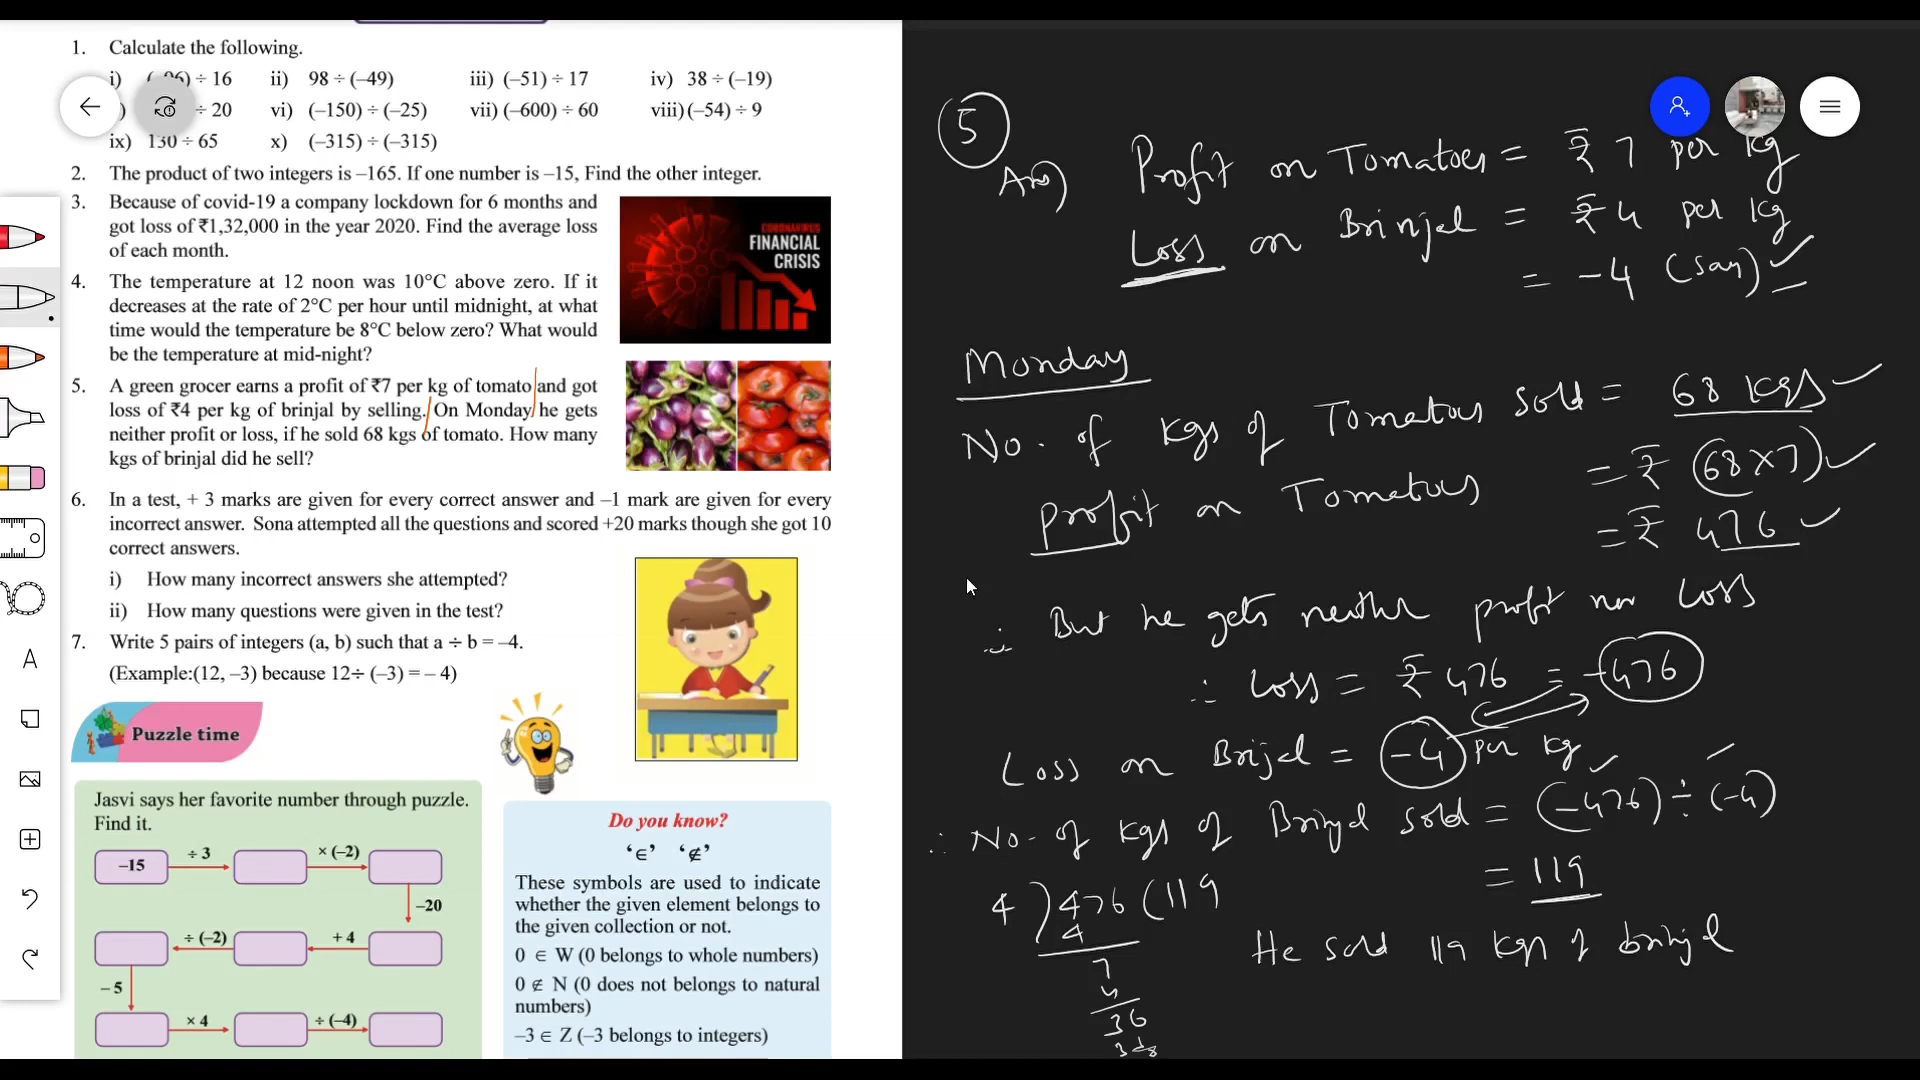 1. Calculate the following.
i) (–96) ÷ 16 ii) 98 ÷ (–49) iii) (–51) ÷ 17 iv) 38 ÷ (–19)
÷ 20 vi) (–150) ÷ (–25) vii) (–600) ÷ 60 viii) (–54) ÷ 9
ix) 130 ÷ 65 x) (–315) ÷ (–315)
2. The product of two integers is –165. If one number is –15, Find the other integer.
3. Because of covid-19 a company lockdown for 6 months and
got loss of ₹1,32,000 in the year 2020. Find the average loss
of each month.
CORONAVIRUS
FINANCIAL
CRISIS
4. The temperature at 12 noon was 10°C above zero. If it
decreases at the rate of 2°C per hour until midnight, at what
time would the temperature be 8°C below zero? What would
be the temperature at mid-night?
5. A green grocer earns a profit of ₹7 per kg of tomato and got
loss of ₹4 per kg of brinjal by selling. On Monday he gets
neither profit or loss, if he sold 68 kgs of tomato. How many
kgs of brinjal did he sell?
6. In a test, + 3 marks are given for every correct answer and –1 mark are given for every
incorrect answer. Sona attempted all the questions and scored +20 marks though she got 10
correct answers.
i) How many incorrect answers she attempted?
ii) How many questions were given in the test?
7. Write 5 pairs of integers (a, b) such that a ÷ b = –4.
(Example:(12, –3) because 12÷ (–3) = – 4)
Puzzle time
Jasvi says her favorite number through puzzle.
Find it.
–15 ÷ 3 × (–2)
–20
÷ (–2) + 4
– 5
× 4 ÷ (–4)
Do you know?
‘∈’ ‘∉’
These symbols are used to indicate
whether the given element belongs to
the given collection or not.
0 ∈ W (0 belongs to whole numbers)
0 ∉ N (0 does not belongs to natural
numbers)
–3 ∈ Z (–3 belongs to integers)
A
5
Ans) Profit on Tomatoes = ₹ 7 per kg
Loss on Brinjal = ₹ 4 per kg
= -4 (say)
Monday
No. of kgs of Tomatoes sold = 68 kgs
Profit on Tomatoes = ₹ (68×7)
= ₹ 476
∴ But he gets neither profit nor loss
∴ Loss = ₹ 476 = -476
Loss on Brijal = -4 per kg
∴ No. of kgs of Brinjal sold = (-476) ÷ (-4)
= 119
4 ) 476 ( 119
4
7
4
36
He sold 119 kgs of brinjal